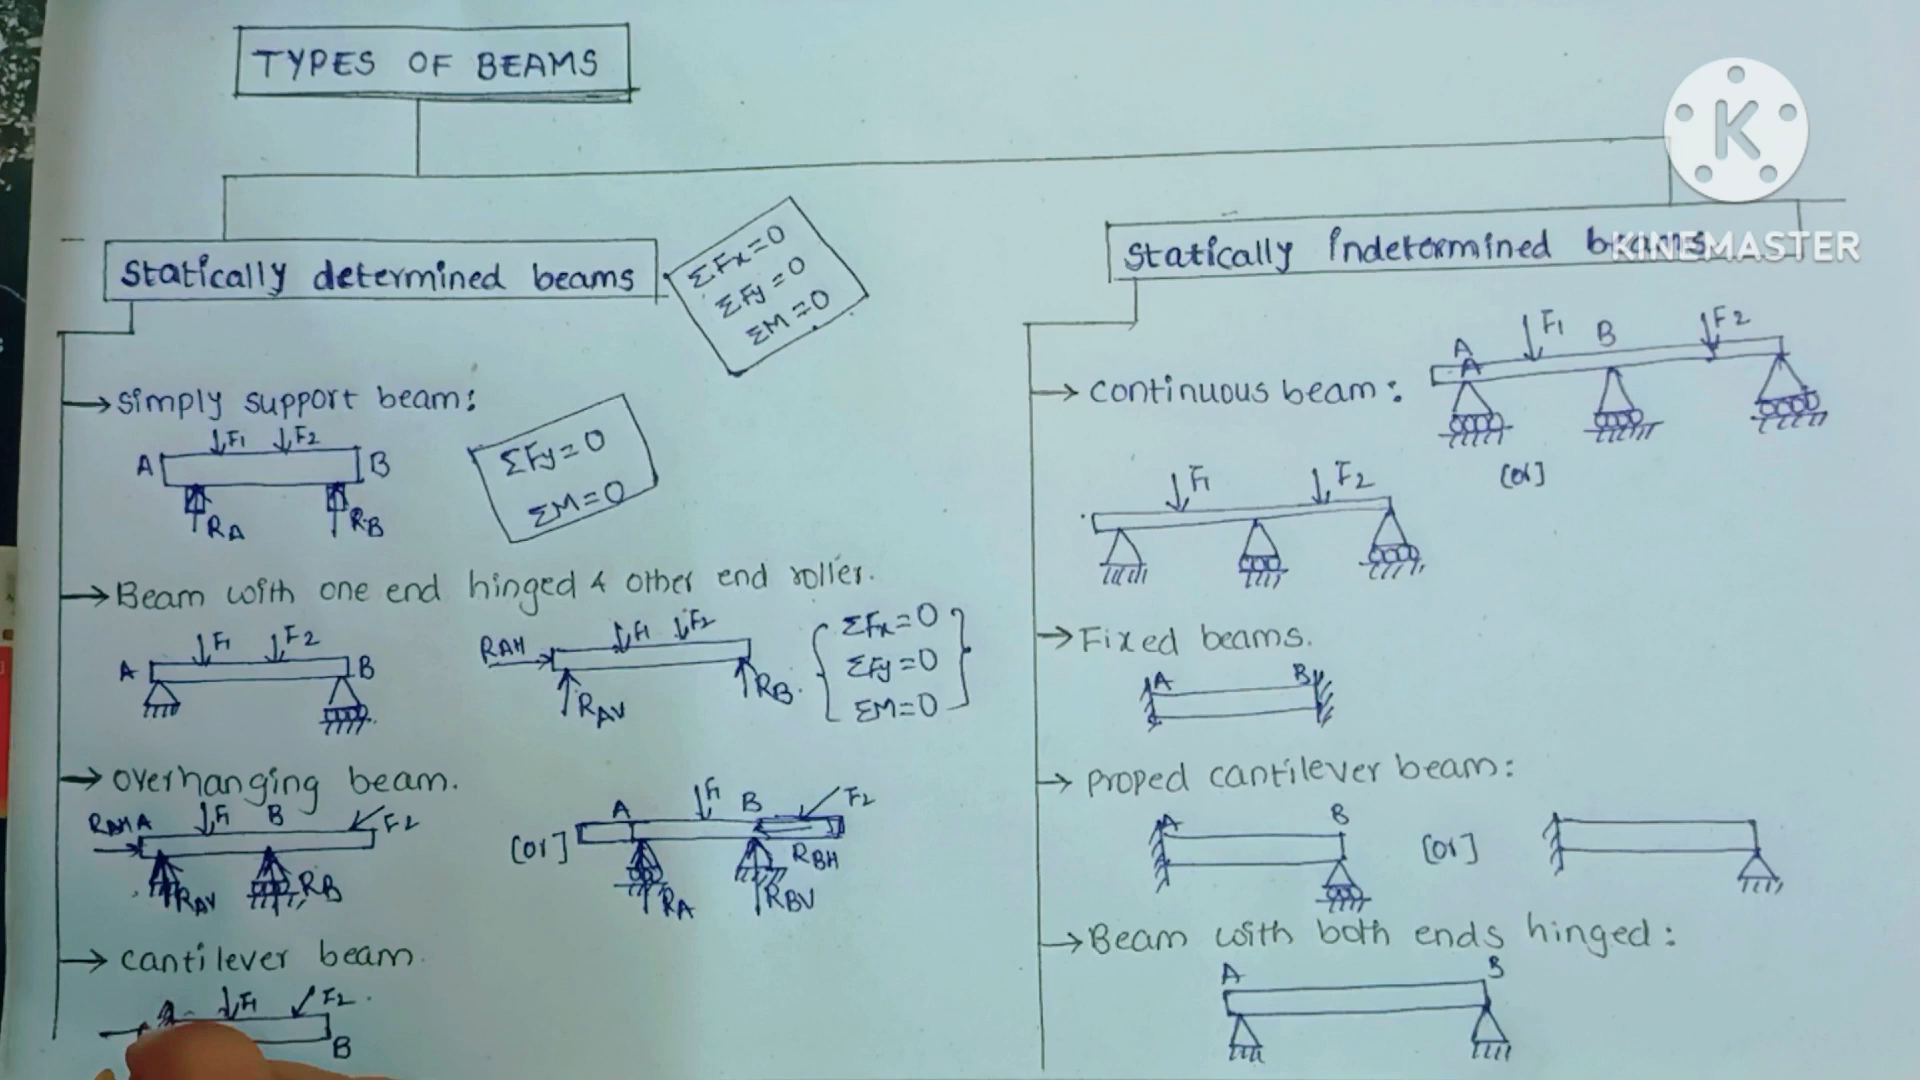 TYPES OF BEAMS
K
KINEMASTER
Statically determined beams
ΣFx=0
ΣFy=0
ΣM=0
simply support beam:
F1 F2
A B
RA RB
ΣFy=0
ΣM=0
Beam with one end hinged & other end roller.
F1 F2
A B
RAH F1 F2
RAV RB.
ΣFx=0
ΣFy=0
ΣM=0
overhanging beam.
RAH A F1 B F2
RAV RB
[or]
A F1 B F2
RBH
RA RBV
cantilever beam.
F1 F2.
B
Statically indetermined beams
continuous beam:
A F1 B F2
A
[or]
F1 F2
Fixed beams.
A B
proped cantilever beam:
A B
[or]
Beam with both ends hinged:
A B